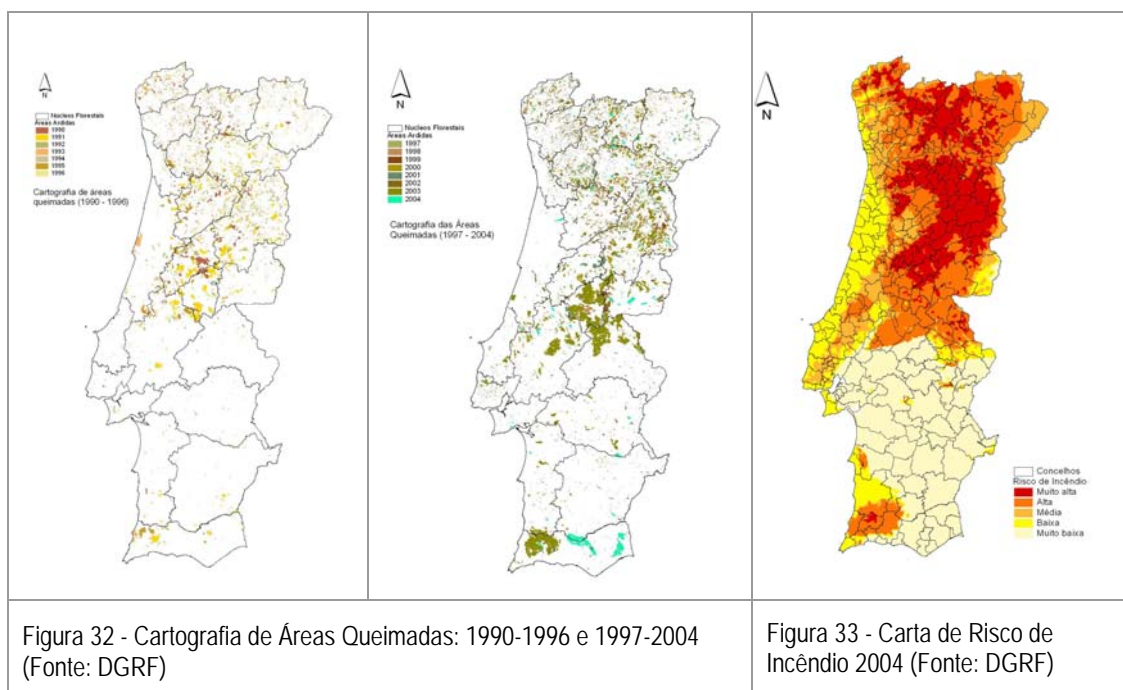 N
Nucleos Florestais
Áreas Ardidas
1990
1991
1992
1993
1994
1995
1996
Cartografia de áreas
queimadas (1990 - 1996)
N
Nucleos Florestais
Áreas Ardidas
1997
1998
1999
2000
2001
2002
2003
2004
Cartografia das Áreas
Queimadas (1997 - 2004)
N
Concelhos
Risco de Incêndio
Muito alta
Alta
Média
Baixa
Muito baixa
Figura 32 - Cartografia de Áreas Queimadas: 1990-1996 e 1997-2004
(Fonte: DGRF)
Figura 33 - Carta de Risco de
Incêndio 2004 (Fonte: DGRF)